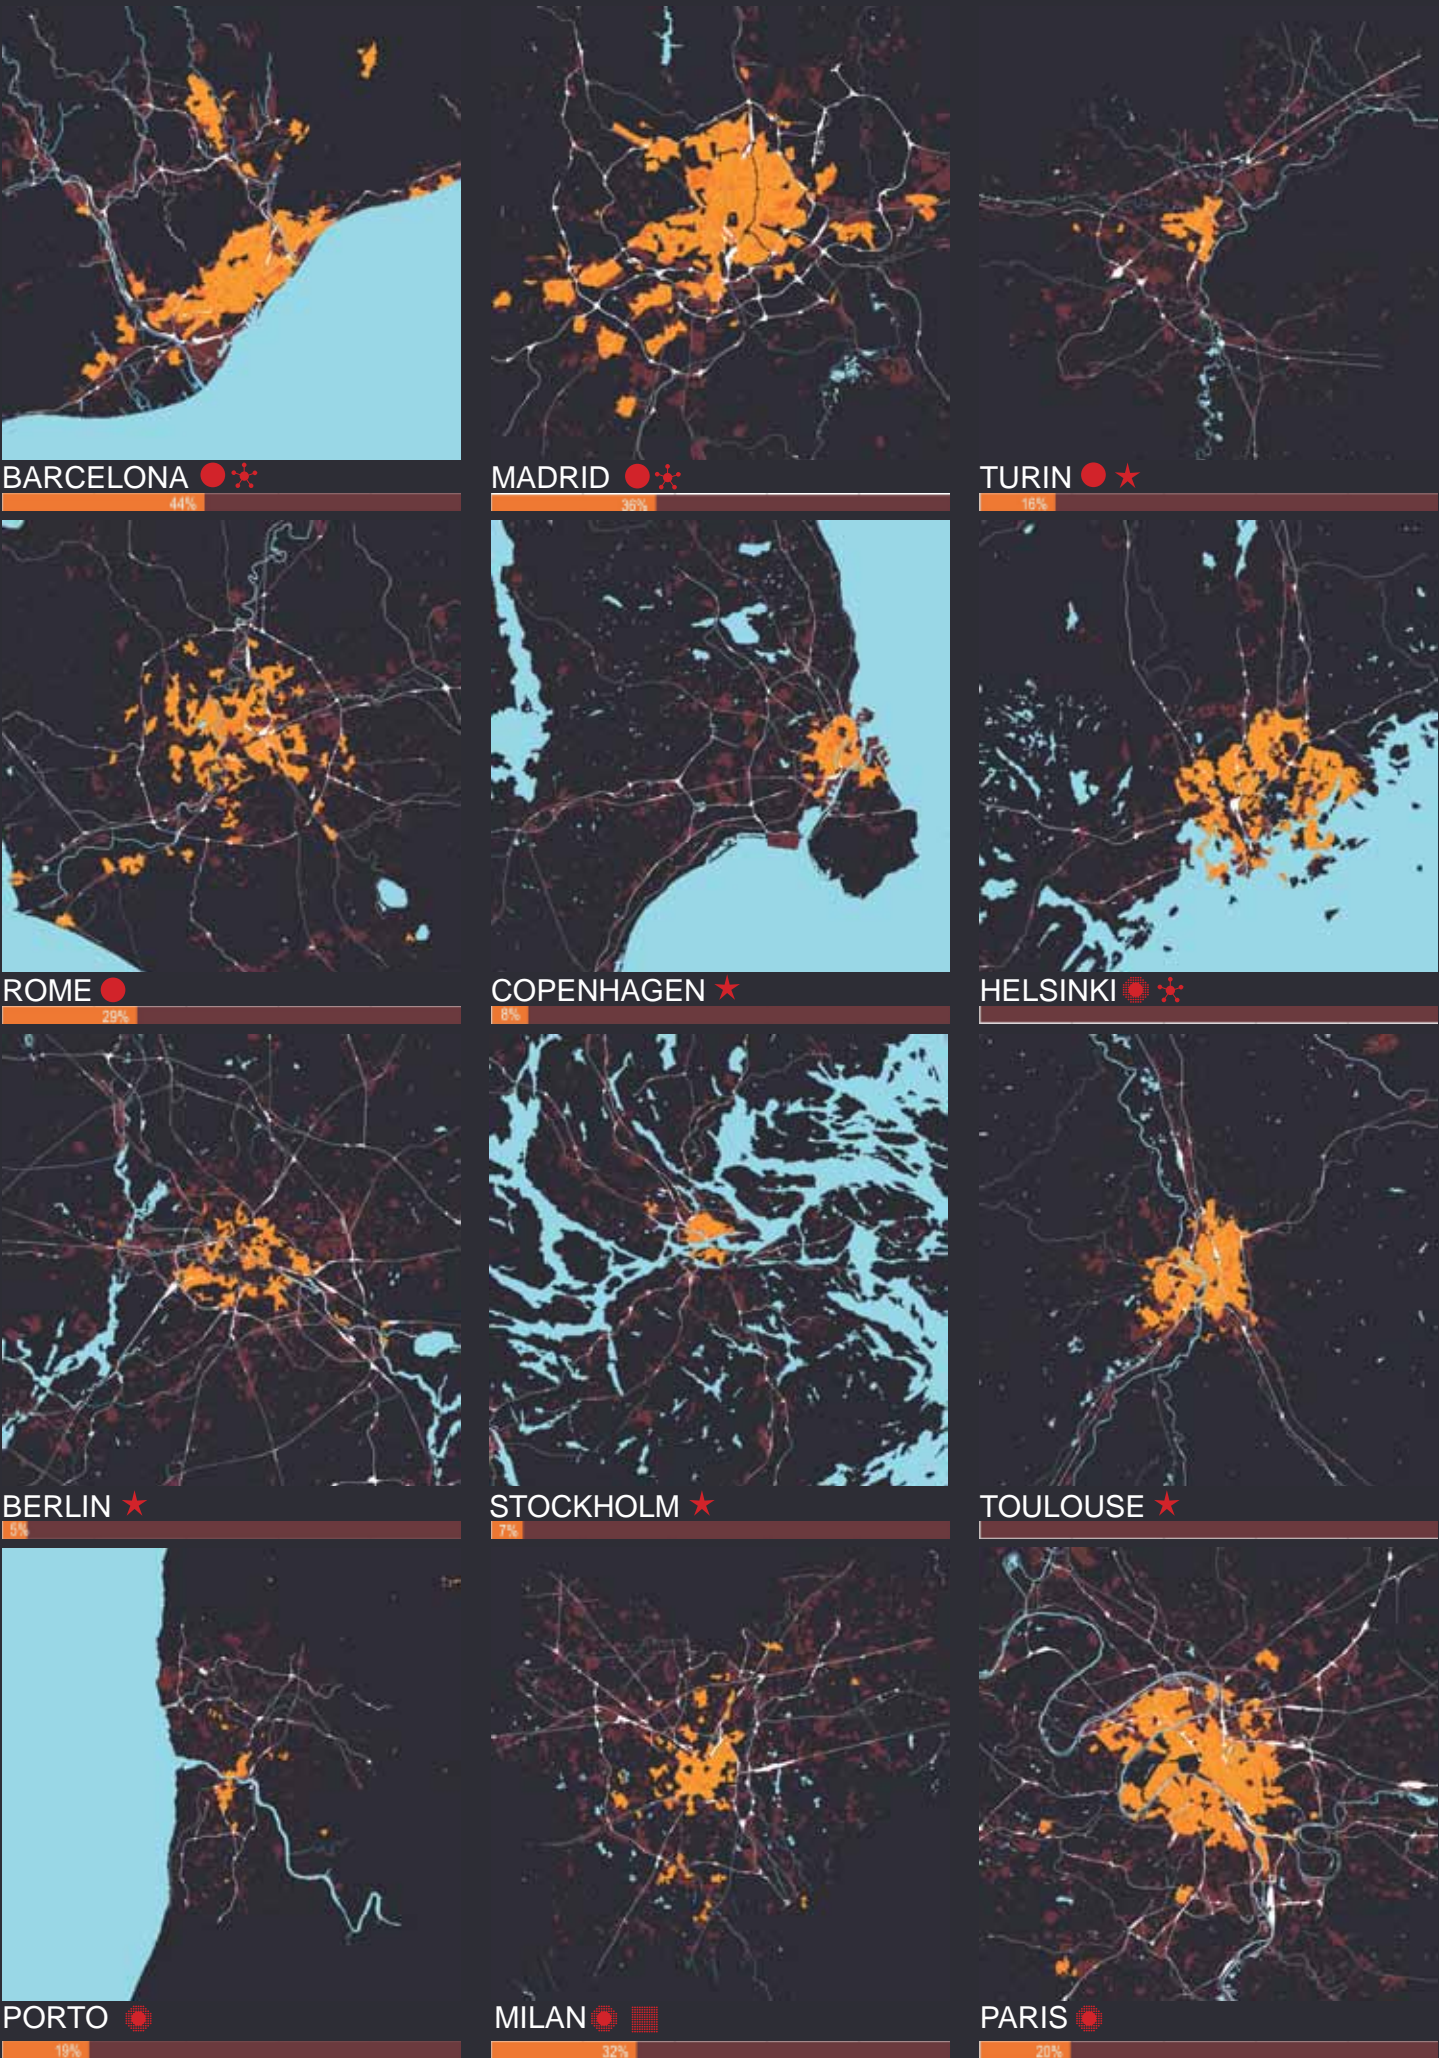 BARCELONA
44%
MADRID
36%
TURIN
16%
ROME
29%
COPENHAGEN
8%
HELSINKI
BERLIN
5%
STOCKHOLM
7%
TOULOUSE
PORTO
19%
MILAN
32%
PARIS
20%